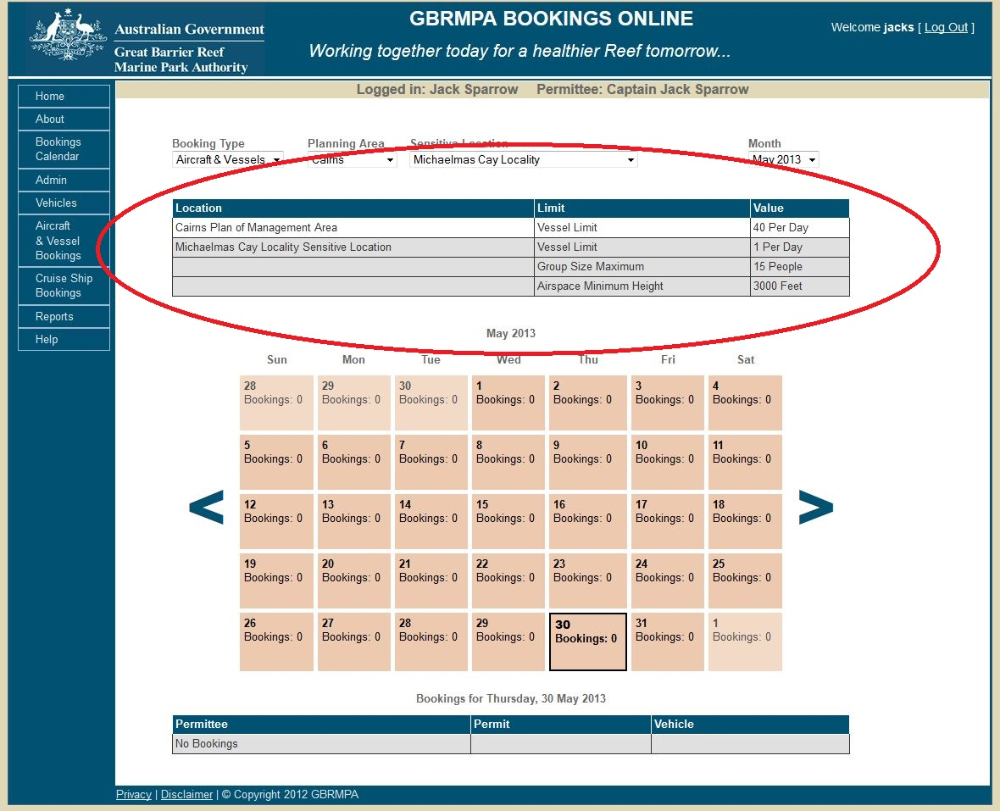 Australian Government
Great Barrier Reef
Marine Park Authority
GBRMPA BOOKINGS ONLINE
Working together today for a healthier Reef tomorrow...
Welcome jacks [ Log Out ]
Logged in: Jack Sparrow Permittee: Captain Jack Sparrow
Home
About
Bookings
Calendar
Admin
Vehicles
Aircraft
& Vessel
Bookings
Cruise Ship
Bookings
Reports
Help
Booking Type Planning Area Sensitive Location Month
Aircraft & Vessels Cairns Michaelmas Cay Locality May 2013
Location Limit Value
Cairns Plan of Management Area Vessel Limit 40 Per Day
Michaelmas Cay Locality Sensitive Location Vessel Limit 1 Per Day
Group Size Maximum 15 People
Airspace Minimum Height 3000 Feet
May 2013
Sun Mon Tue Wed Thu Fri Sat
28 29 30 1 2 3 4
Bookings: 0 Bookings: 0 Bookings: 0 Bookings: 0 Bookings: 0 Bookings: 0 Bookings: 0
5 6 7 8 9 10 11
Bookings: 0 Bookings: 0 Bookings: 0 Bookings: 0 Bookings: 0 Bookings: 0 Bookings: 0
12 13 14 15 16 17 18
Bookings: 0 Bookings: 0 Bookings: 0 Bookings: 0 Bookings: 0 Bookings: 0 Bookings: 0
19 20 21 22 23 24 25
Bookings: 0 Bookings: 0 Bookings: 0 Bookings: 0 Bookings: 0 Bookings: 0 Bookings: 0
26 27 28 29 30 31 1
Bookings: 0 Bookings: 0 Bookings: 0 Bookings: 0 Bookings: 0 Bookings: 0 Bookings: 0
< >
Bookings for Thursday, 30 May 2013
Permittee Permit Vehicle
No Bookings
Privacy | Disclaimer | © Copyright 2012 GBRMPA